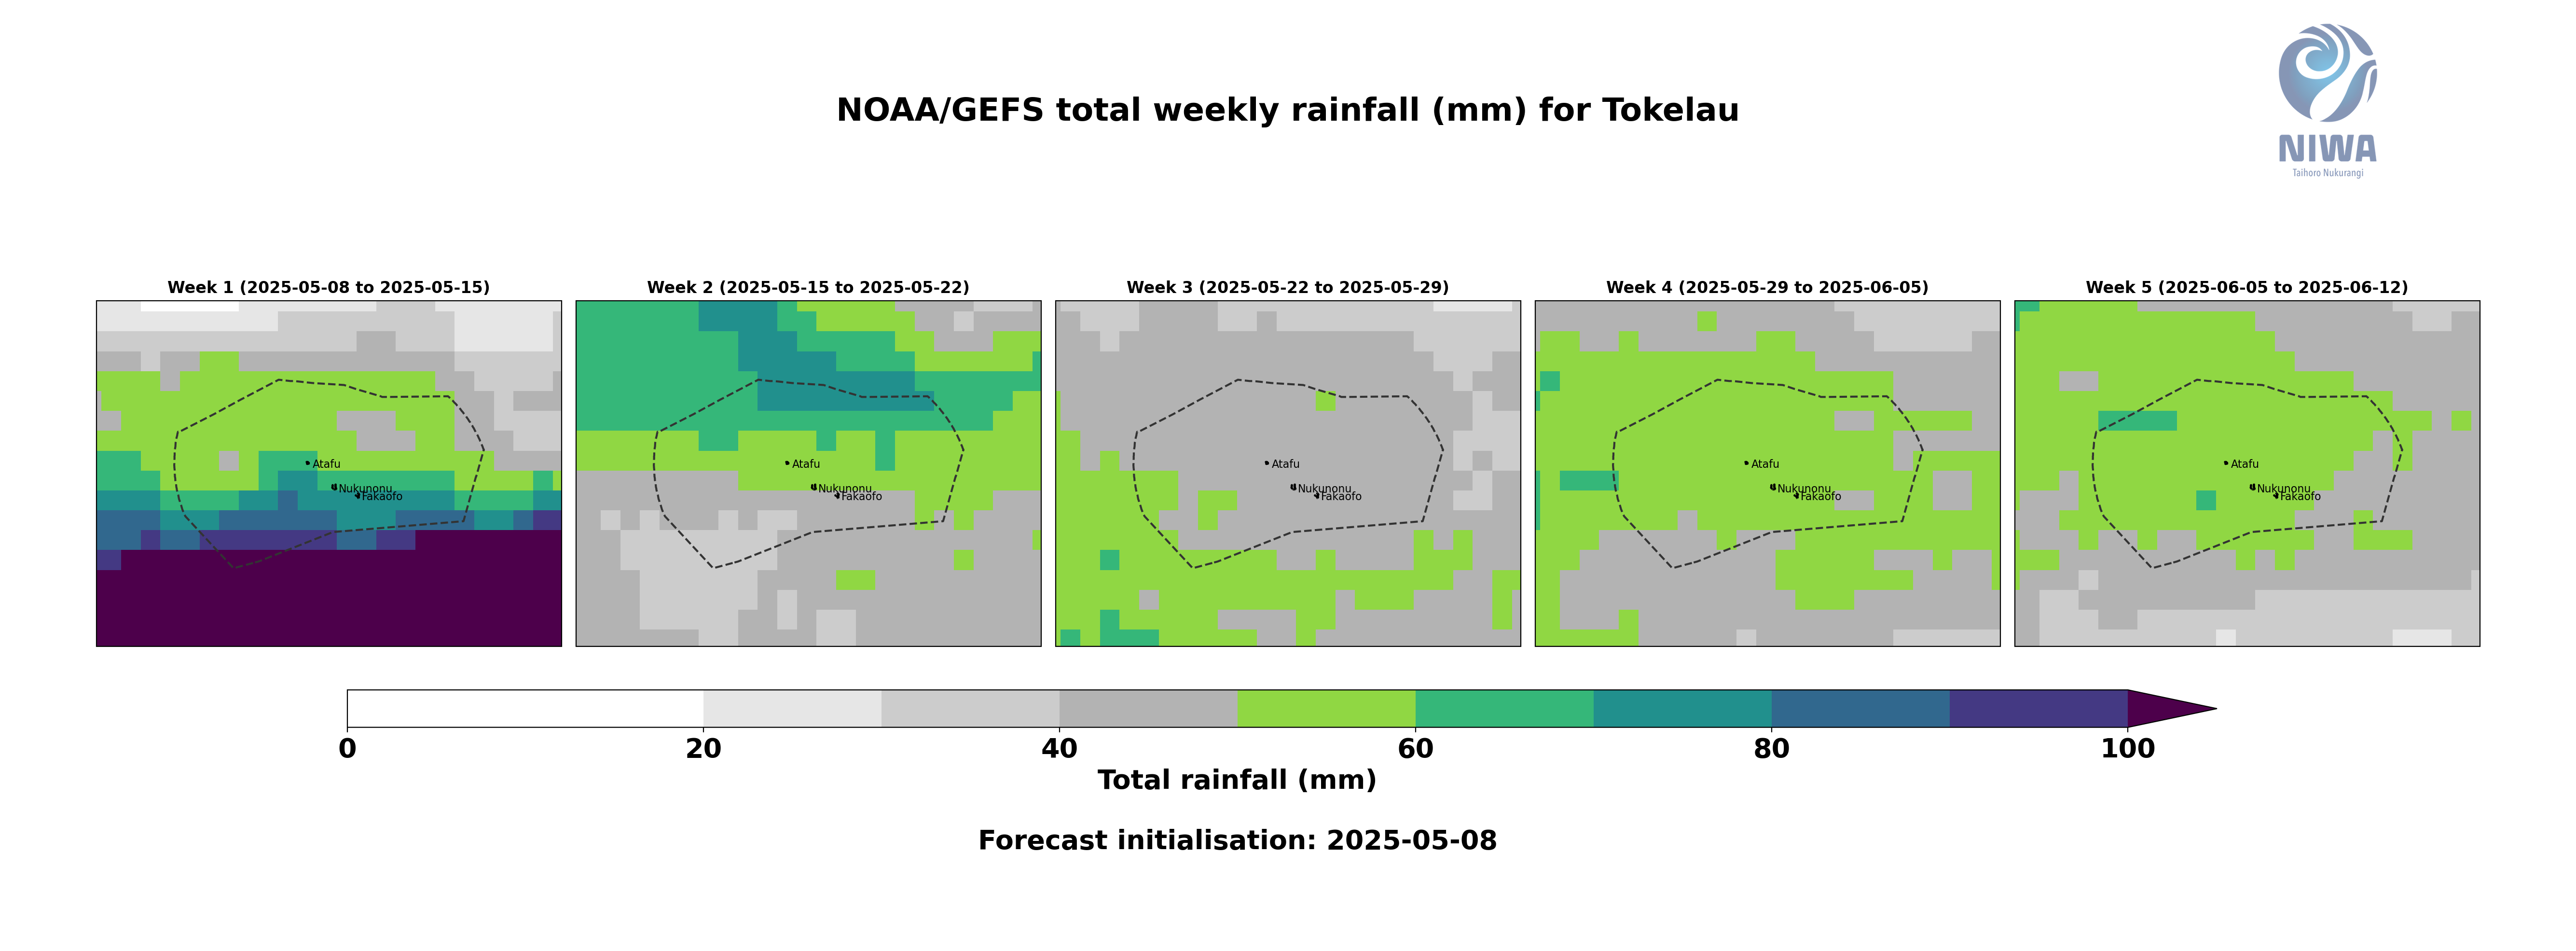 NOAA/GEFS total weekly rainfall (mm) for Tokelau
NIWA
Taihoro Nukurangi
Week 1 (2025-05-08 to 2025-05-15)
Week 2 (2025-05-15 to 2025-05-22)
Week 3 (2025-05-22 to 2025-05-29)
Week 4 (2025-05-29 to 2025-06-05)
Week 5 (2025-06-05 to 2025-06-12)
Atafu
Nukunonu
Fakaofo
Atafu
Nukunonu
Fakaofo
Atafu
Nukunonu
Fakaofo
Atafu
Nukunonu
Fakaofo
Atafu
Nukunonu
Fakaofo
0 20 40 60 80 100
Total rainfall (mm)
Forecast initialisation: 2025-05-08